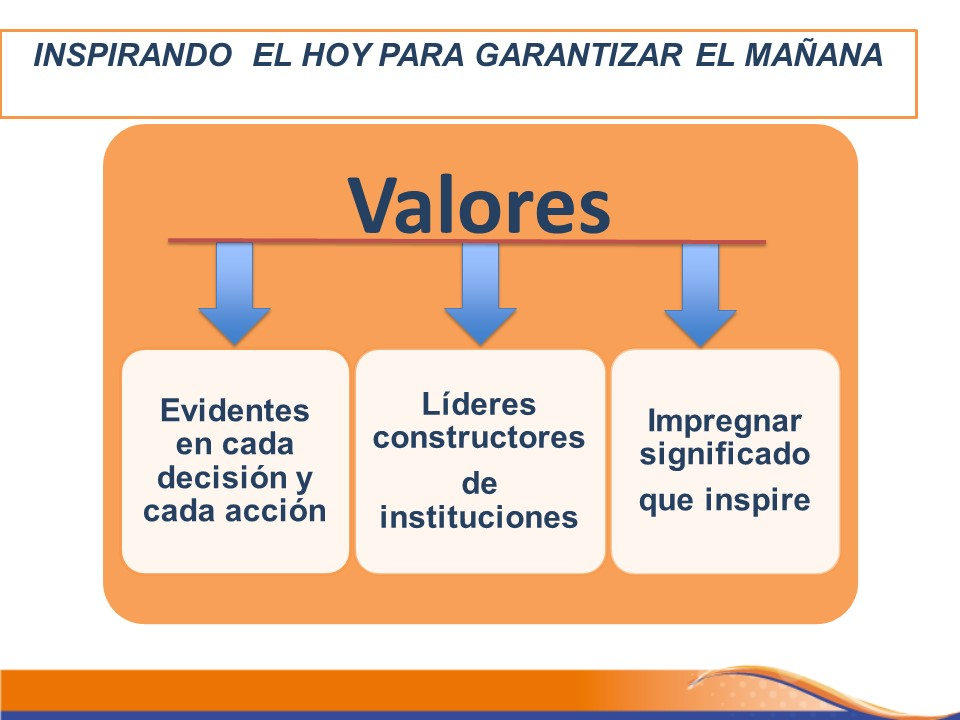 INSPIRANDO EL HOY PARA GARANTIZAR EL MAÑANA
Valores
Evidentes
en cada
decisión y
cada acción
Líderes
constructores
de
instituciones
Impregnar
significado
que inspire